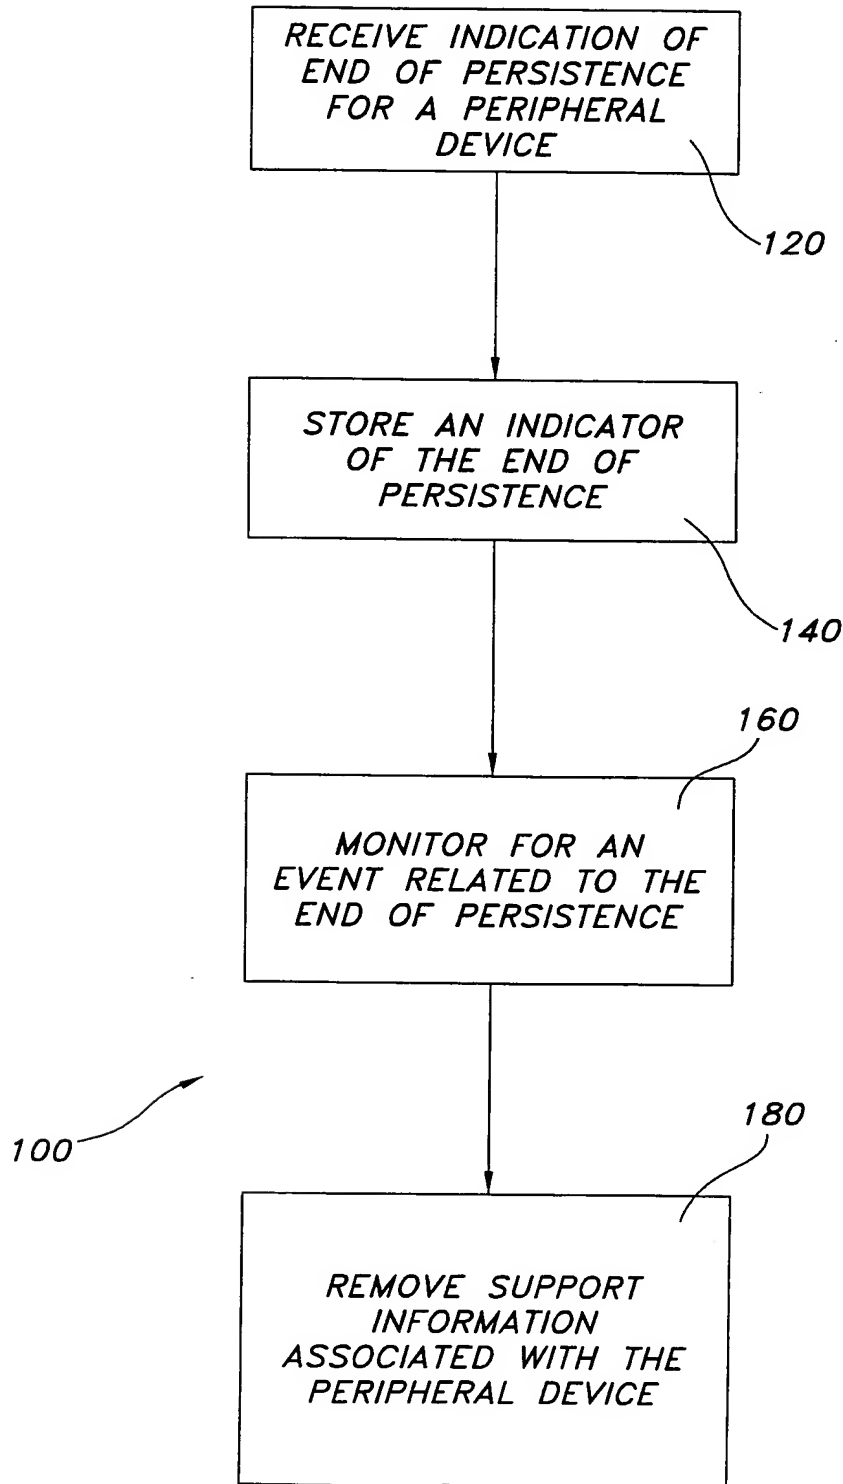 RECEIVE INDICATION OF
END OF PERSISTENCE
FOR A PERIPHERAL
DEVICE
120
STORE AN INDICATOR
OF THE END OF
PERSISTENCE
140
160
MONITOR FOR AN
EVENT RELATED TO THE
END OF PERSISTENCE
100
180
REMOVE SUPPORT
INFORMATION
ASSOCIATED WITH THE
PERIPHERAL DEVICE